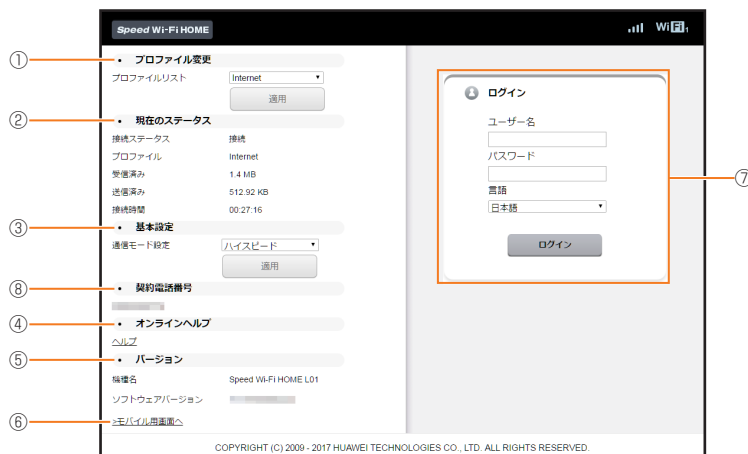 Speed Wi-Fi HOME
WiFi 1
① • プロファイル変更
プロファイルリスト Internet
適用
② • 現在のステータス
接続ステータス 接続
プロファイル Internet
受信済み 1.4 MB
送信済み 512.92 KB
接続時間 00:27:16
③ • 基本設定
通信モード設定 ハイスピード
適用
⑧ • 契約電話番号
④ • オンラインヘルプ
ヘルプ
⑤ • バージョン
機種名 Speed Wi-Fi HOME L01
ソフトウェアバージョン
⑥ >モバイル用画面へ
ログイン
ユーザー名
パスワード
⑦
言語
日本語
ログイン
COPYRIGHT (C) 2009 - 2017 HUAWEI TECHNOLOGIES CO., LTD. ALL RIGHTS RESERVED.